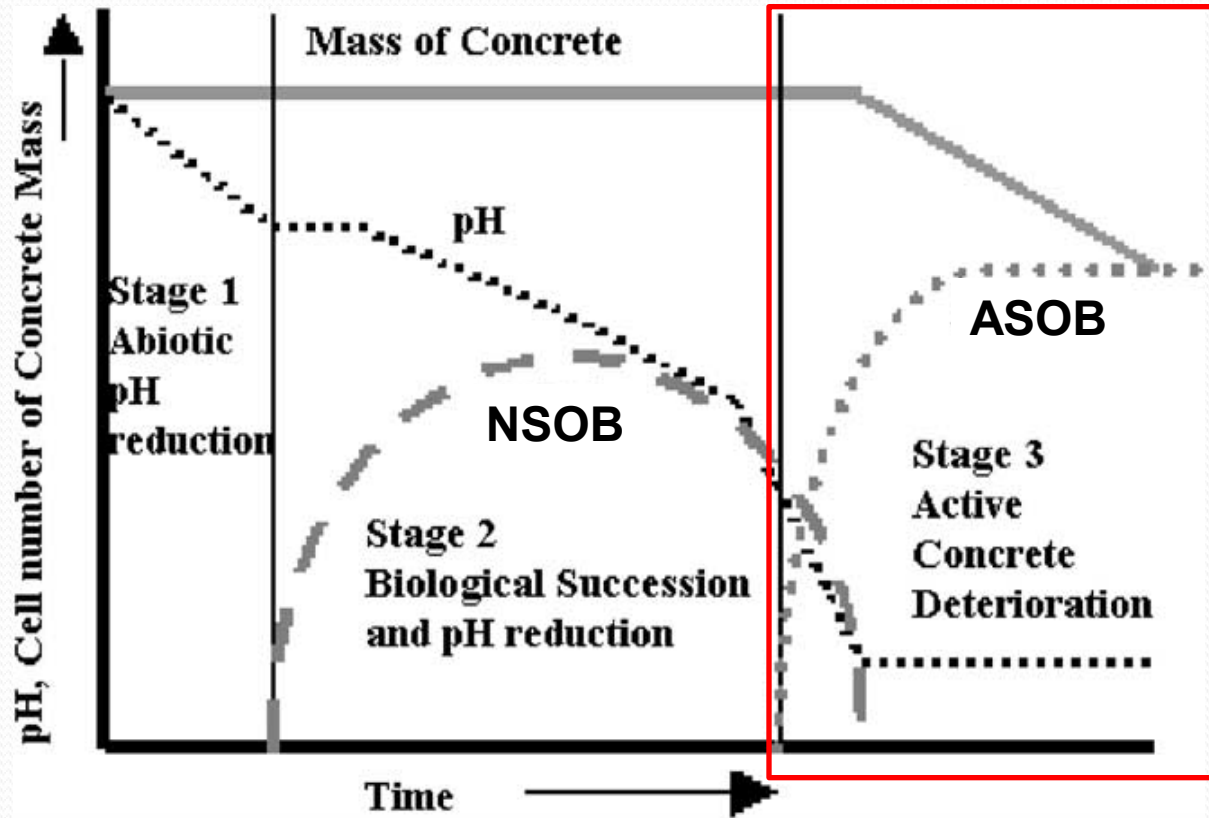 Mass of Concrete
pH, Cell number of Concrete Mass
pH
Stage 1
Abiotic
pH
reduction
NSOB
ASOB
Stage 2
Biological Succession
and pH reduction
Stage 3
Active
Concrete
Deterioration
Time